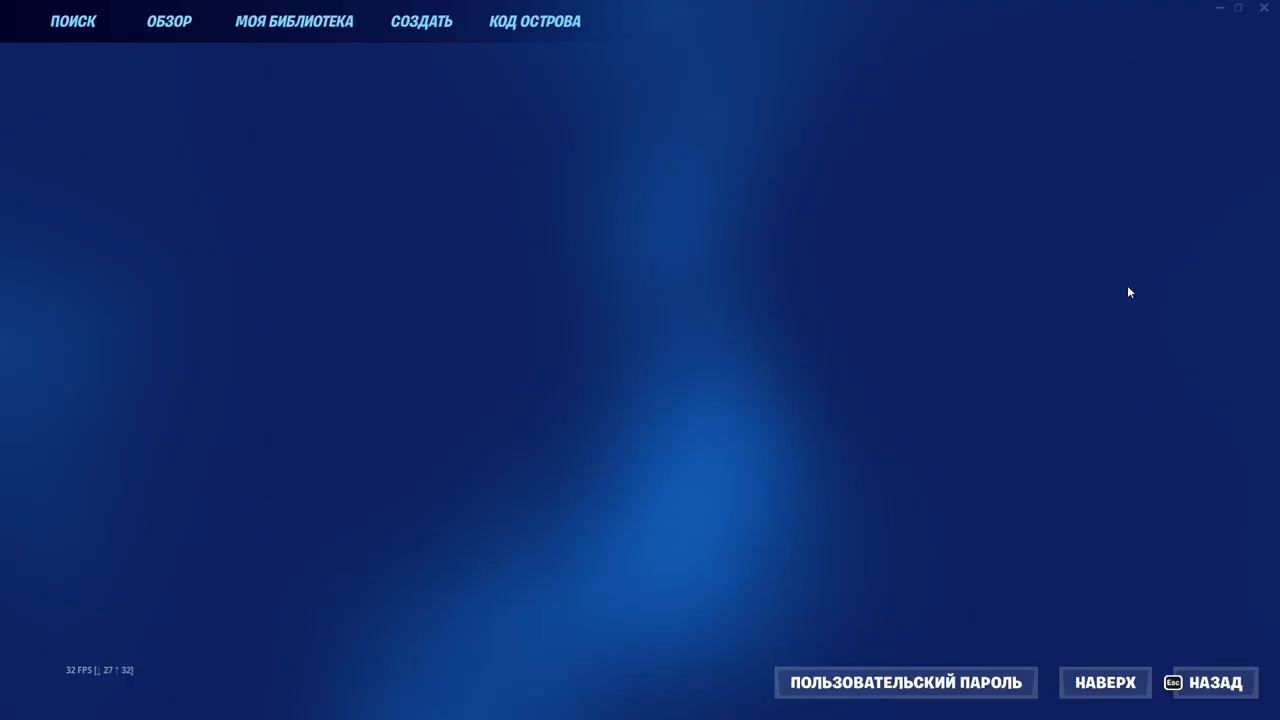 ПОИСК ОБЗОР МОЯ БИБЛИОТЕКА СОЗДАТЬ КОД ОСТРОВА
32 FPS [↓ 27 ↑ 32]
ПОЛЬЗОВАТЕЛЬСКИЙ ПАРОЛЬ НАВЕРХ Esc НАЗАД